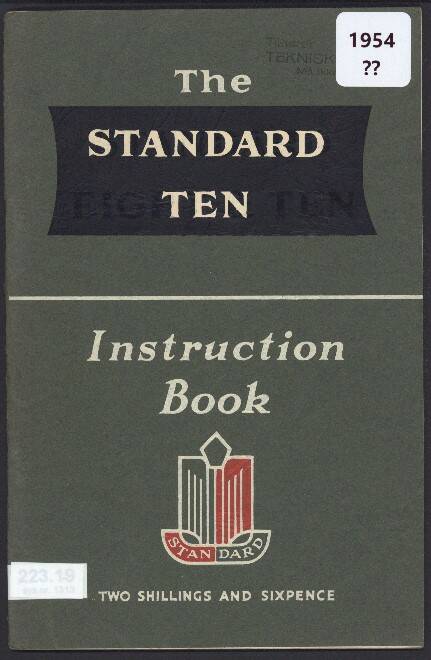 1954
??
TEKNISK
The
STANDARD
TEN
Instruction
Book
STANDARD
223.19
TWO SHILLINGS AND SIXPENCE